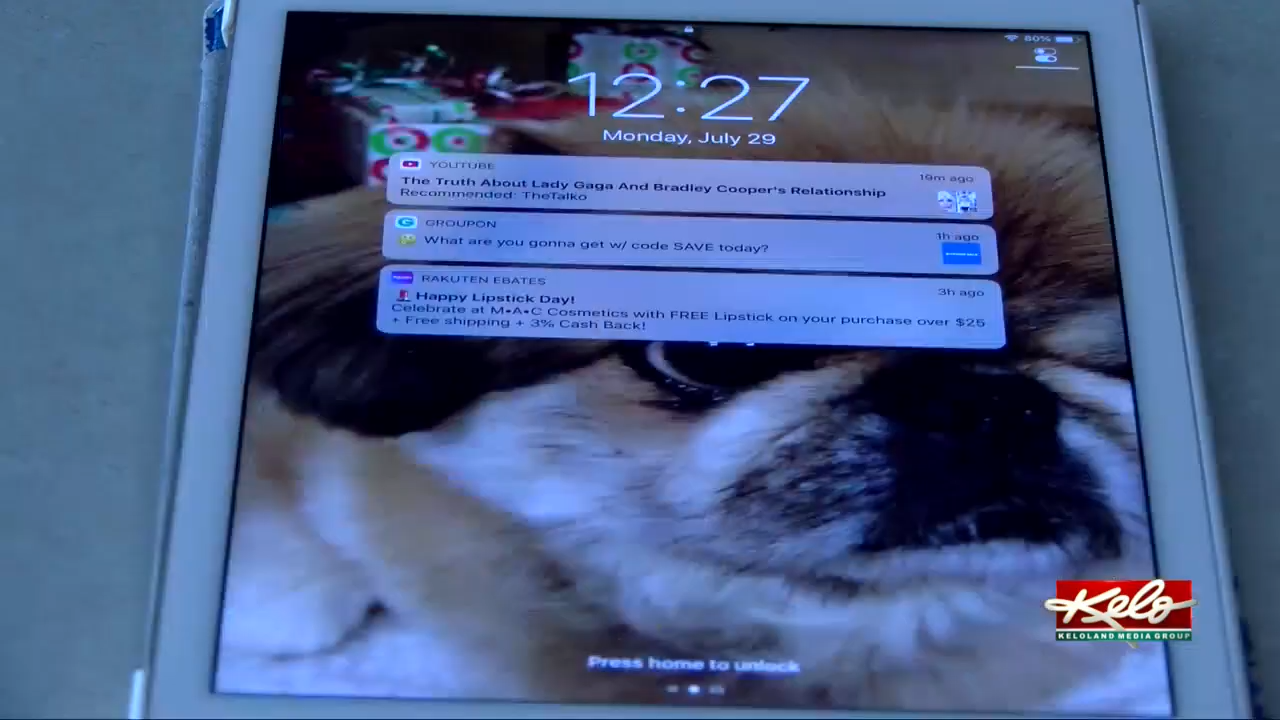 80%
12:27
Monday, July 29
YOUTUBE
19m ago
The Truth About Lady Gaga And Bradley Cooper's Relationship
Recommended: TheTalko
GROUPON
1h ago
What are you gonna get w/ code SAVE today?
RAKUTEN EBATES
3h ago
Happy Lipstick Day!
Celebrate at M•A•C Cosmetics with FREE Lipstick on your purchase over $25
+ Free shipping + 3% Cash Back!
Press home to unlock
Kelo
KELOLAND MEDIA GROUP